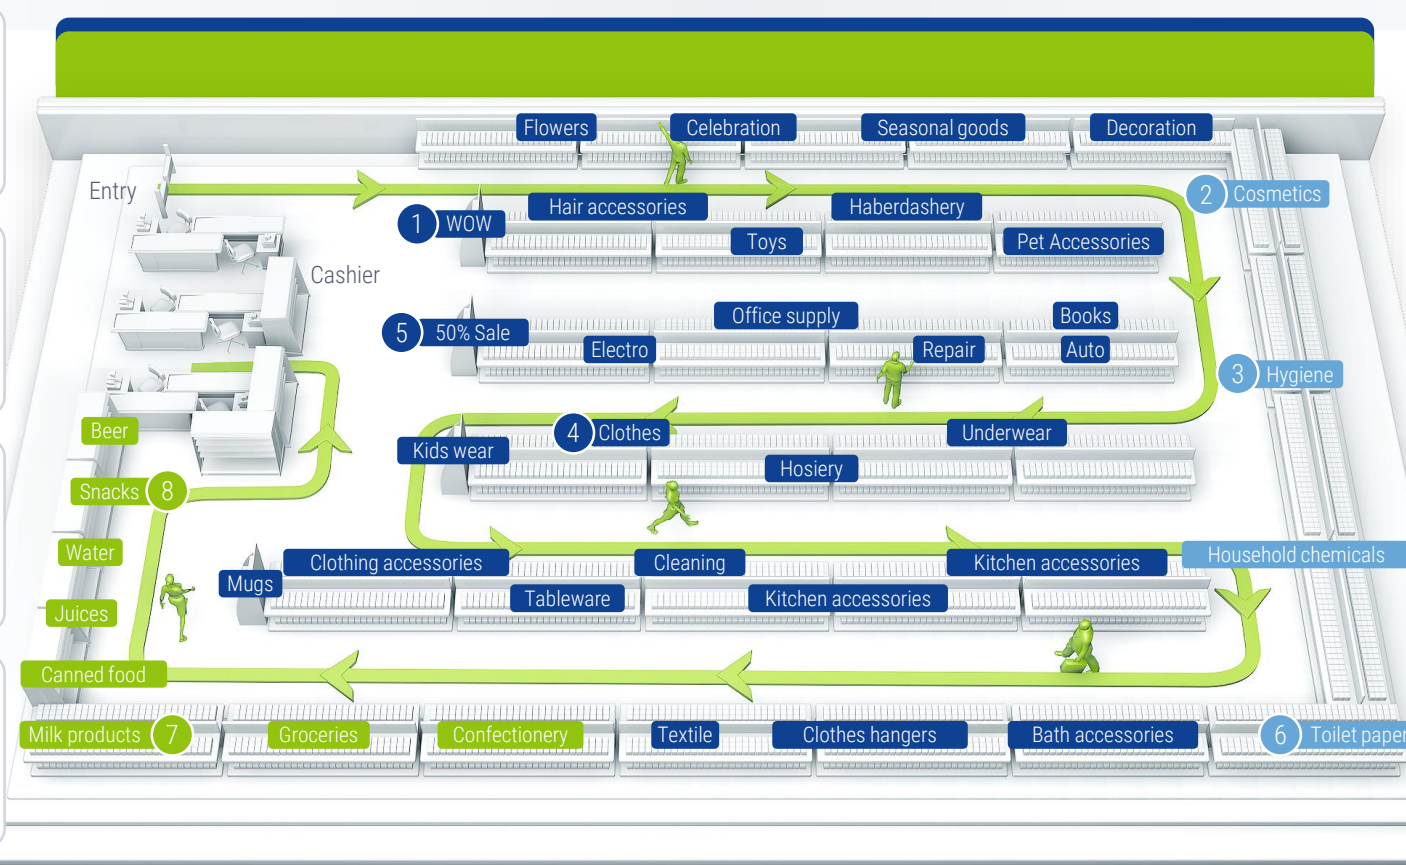 Flowers
Celebration
Seasonal goods
Decoration
Entry
2 Cosmetics
1 WOW
Hair accessories
Haberdashery
Toys
Pet Accessories
Cashier
5 50% Sale
Office supply
Books
Electro
Repair
Auto
3 Hygiene
Beer
Kids wear
4 Clothes
Underwear
Hosiery
Snacks 8
Water
Mugs
Clothing accessories
Cleaning
Kitchen accessories
Household chemicals
Tableware
Kitchen accessories
Juices
Canned food
Milk products 7
Groceries
Confectionery
Textile
Clothes hangers
Bath accessories
6 Toilet paper